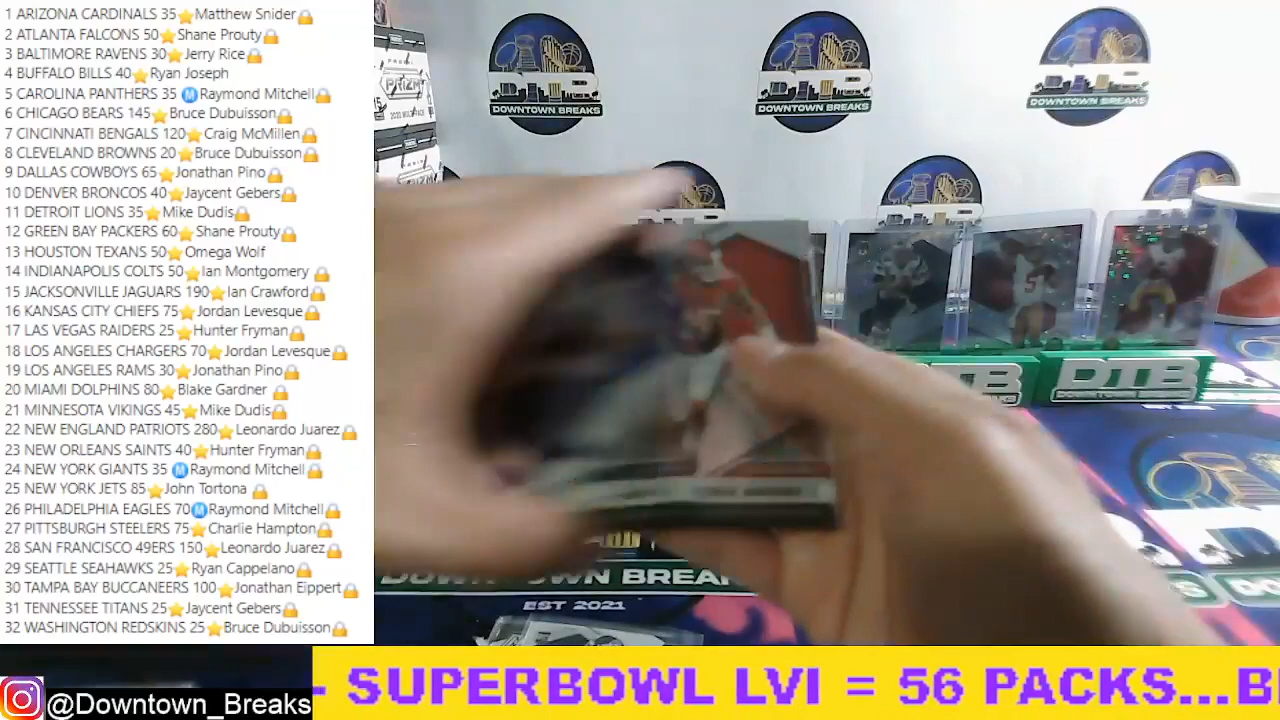 1 ARIZONA CARDINALS 35⭐Matthew Snider🔒
2 ATLANTA FALCONS 50⭐Shane Prouty🔒
3 BALTIMORE RAVENS 30⭐Jerry Rice🔒
4 BUFFALO BILLS 40⭐Ryan Joseph
5 CAROLINA PANTHERS 35 Ⓜ️Raymond Mitchell🔒
6 CHICAGO BEARS 145⭐Bruce Dubuisson🔒
7 CINCINNATI BENGALS 120⭐Craig McMillen🔒
8 CLEVELAND BROWNS 20⭐Bruce Dubuisson🔒
9 DALLAS COWBOYS 65⭐Jonathan Pino🔒
10 DENVER BRONCOS 40⭐Jaycent Gebers🔒
11 DETROIT LIONS 35⭐Mike Dudis🔒
12 GREEN BAY PACKERS 60⭐Shane Prouty🔒
13 HOUSTON TEXANS 50⭐Omega Wolf
14 INDIANAPOLIS COLTS 50⭐Ian Montgomery 🔒
15 JACKSONVILLE JAGUARS 190⭐Ian Crawford🔒
16 KANSAS CITY CHIEFS 75⭐Jordan Levesque🔒
17 LAS VEGAS RAIDERS 25⭐Hunter Fryman🔒
18 LOS ANGELES CHARGERS 70⭐Jordan Levesque🔒
19 LOS ANGELES RAMS 30⭐Jonathan Pino🔒
20 MIAMI DOLPHINS 80⭐Blake Gardner 🔒
21 MINNESOTA VIKINGS 45⭐Mike Dudis🔒
22 NEW ENGLAND PATRIOTS 280⭐Leonardo Juarez🔒
23 NEW ORLEANS SAINTS 40⭐Hunter Fryman🔒
24 NEW YORK GIANTS 35 Ⓜ️Raymond Mitchell🔒
25 NEW YORK JETS 85⭐John Tortona 🔒
26 PHILADELPHIA EAGLES 70Ⓜ️Raymond Mitchell🔒
27 PITTSBURGH STEELERS 75⭐Charlie Hampton🔒
28 SAN FRANCISCO 49ERS 150⭐Leonardo Juarez🔒
29 SEATTLE SEAHAWKS 25⭐Ryan Cappelano🔒
30 TAMPA BAY BUCCANEERS 100⭐Jonathan Eippert🔒
31 TENNESSEE TITANS 25⭐Jaycent Gebers🔒
32 WASHINGTON REDSKINS 25⭐Bruce Dubuisson🔒
PRIZM
DTB
DOWNTOWN BREAKS
DTB
DOWNTOWN BREAKS
DTB
DOWNTOWN BREAKS
DTB
DTB
DOWNTOWN BREAKS
DOWNTOWN BREAK
EST 2021
@Downtown_Breaks
- SUPERBOWL LVI = 56 PACKS...B